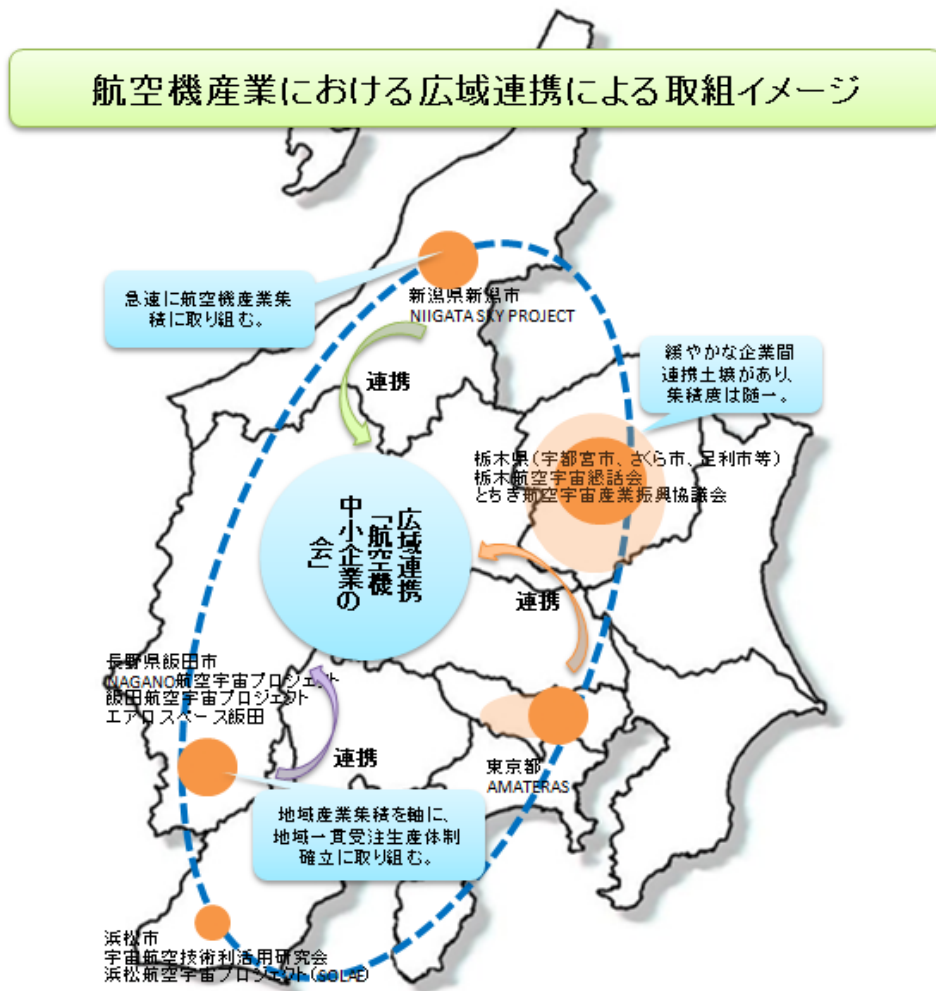 航空機産業における広域連携による取組イメージ
急速に航空機産業集
積に取り組む。
新潟県新潟市
NIIGATA SKY PROJECT
連携
緩やかな企業間
連携土壌があり、
集積度は随一。
栃木県(宇都宮市、さくら市、足利市等)
栃木航空宇宙懇話会
とちぎ航空宇宙産業振興協議会
広域連携
「航空機
中小企業の
会」
連携
長野県飯田市
NAGANO航空宇宙プロジェクト
飯田航空宇宙プロジェクト
エアロスペース飯田
連携
東京都
AMATERAS
地域産業集積を軸に、
地域一貫受注生産体制
確立に取り組む。
浜松市
宇宙航空技術利活用研究会
浜松航空宇宙プロジェクト(SOLAE)